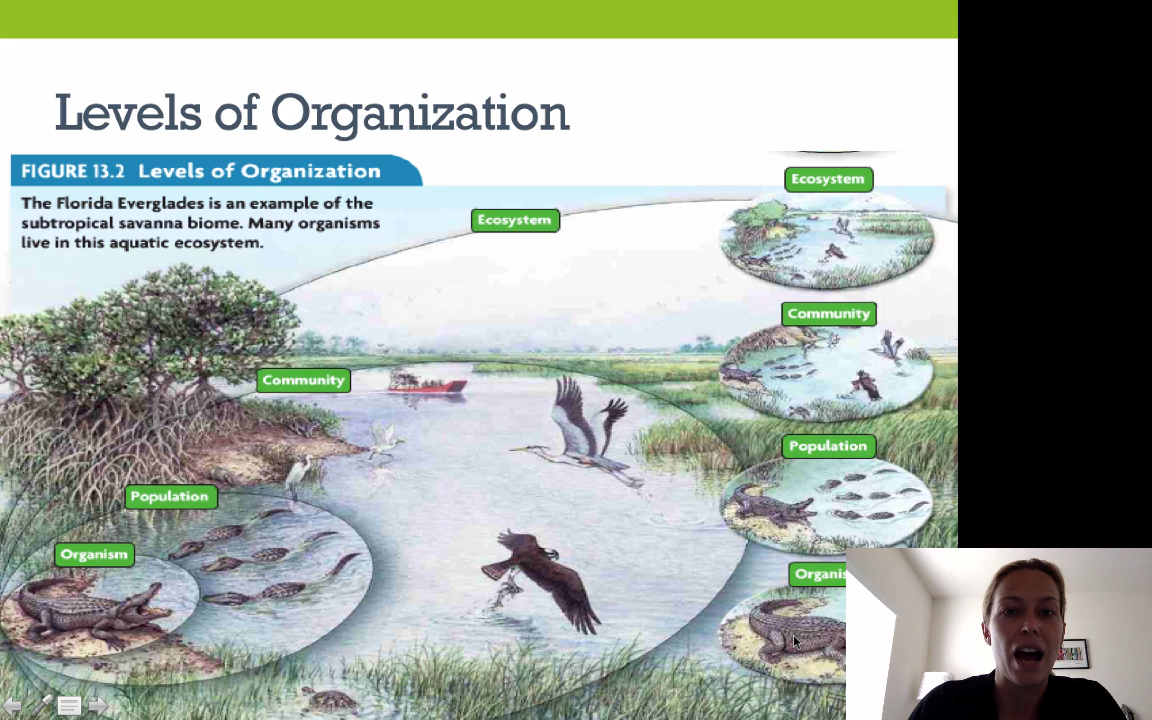 Levels of Organization
FIGURE 13.2 Levels of Organization
The Florida Everglades is an example of the
subtropical savanna biome. Many organisms
live in this aquatic ecosystem.
Ecosystem
Community
Population
Organism
Ecosystem
Community
Population
Organis